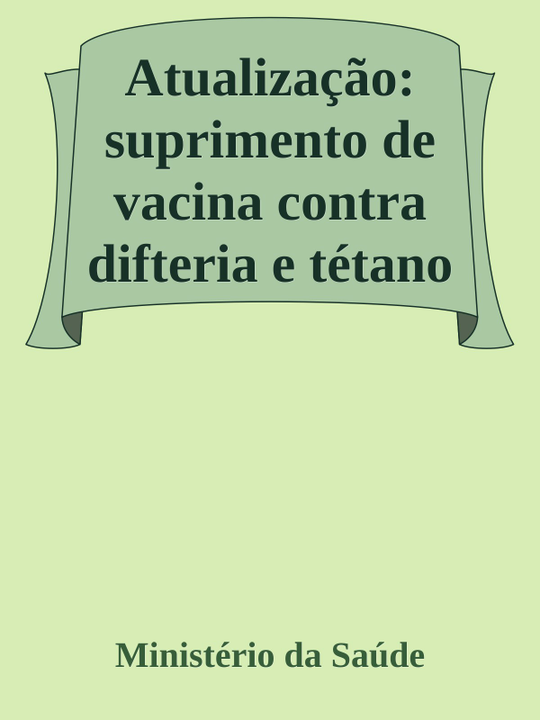 Atualização:
suprimento de
vacina contra
difteria e tétano
Ministério da Saúde